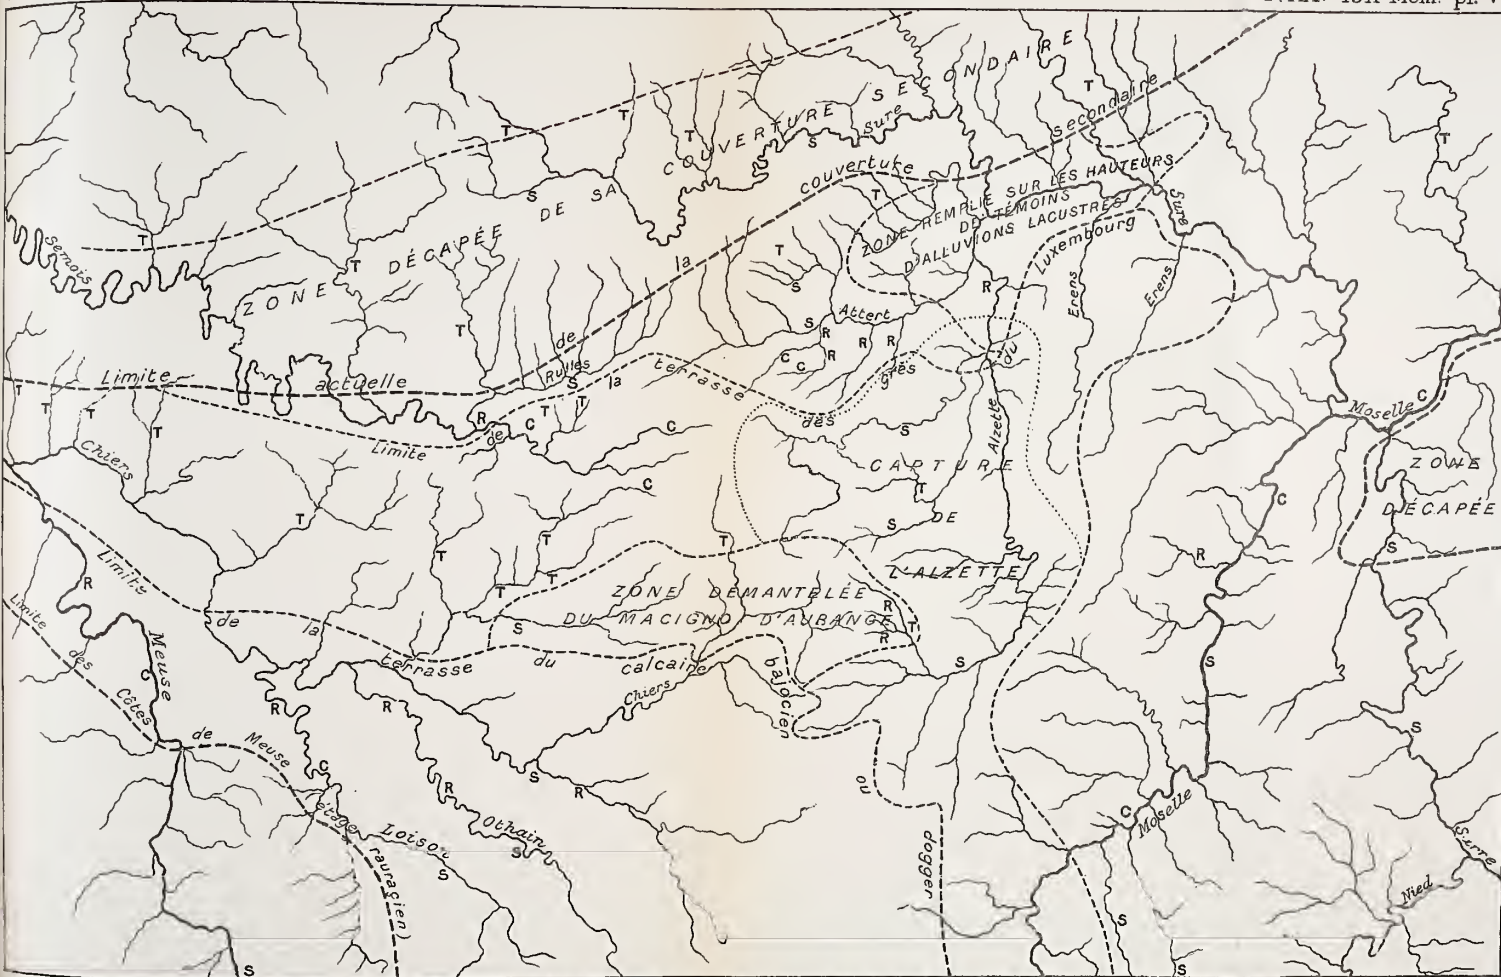 ZONE DÉCAPÉE DE SA COUVERTURE SECONDAIRE
Limite actuelle de la couverture secondaire
ZONE REMPLIE SUR LES HAUTEURS
DE TÉMOINS
D'ALLUVIONS LACUSTRES
Semois
Sure
Sure
Attert
Rulles
Erens
Erens
Limite de la terrasse des grès du Luxembourg
Chiers
Alzette
Moselle
CAPTURE
DE
L'ALZETTE
ZONE
DÉCAPÉE
ZONE DÉMANTELÉE
DU MACIGNO D'AUBANGE
Limite de la terrasse du calcaire bajocien ou dogger
Chiers
Meuse
Limite des Côtes de Meuse (étage rauracien)
Loison
Othain
Moselle
Sarre
Nied
T
S
R
C